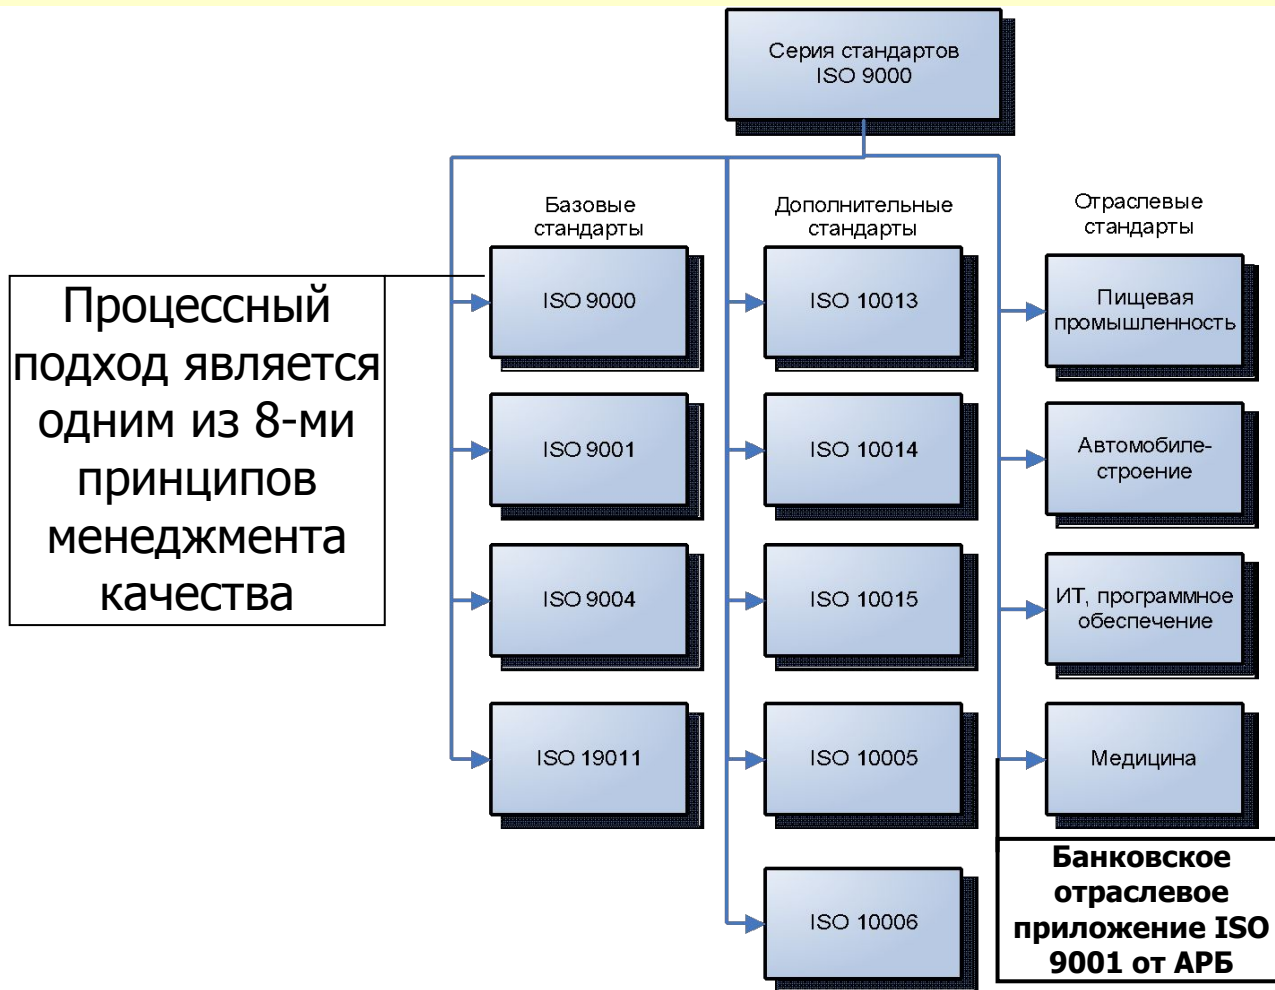 Серия стандартов
ISO 9000
Базовые
стандарты
Дополнительные
стандарты
Отраслевые
стандарты
Процессный
подход является
одним из 8-ми
принципов
менеджмента
качества
ISO 9000
ISO 9001
ISO 9004
ISO 19011
ISO 10013
ISO 10014
ISO 10015
ISO 10005
ISO 10006
Пищевая
промышленность
Автомобиле-
строение
ИТ, программное
обеспечение
Медицина
Банковское
отраслевое
приложение ISO
9001 от АРБ